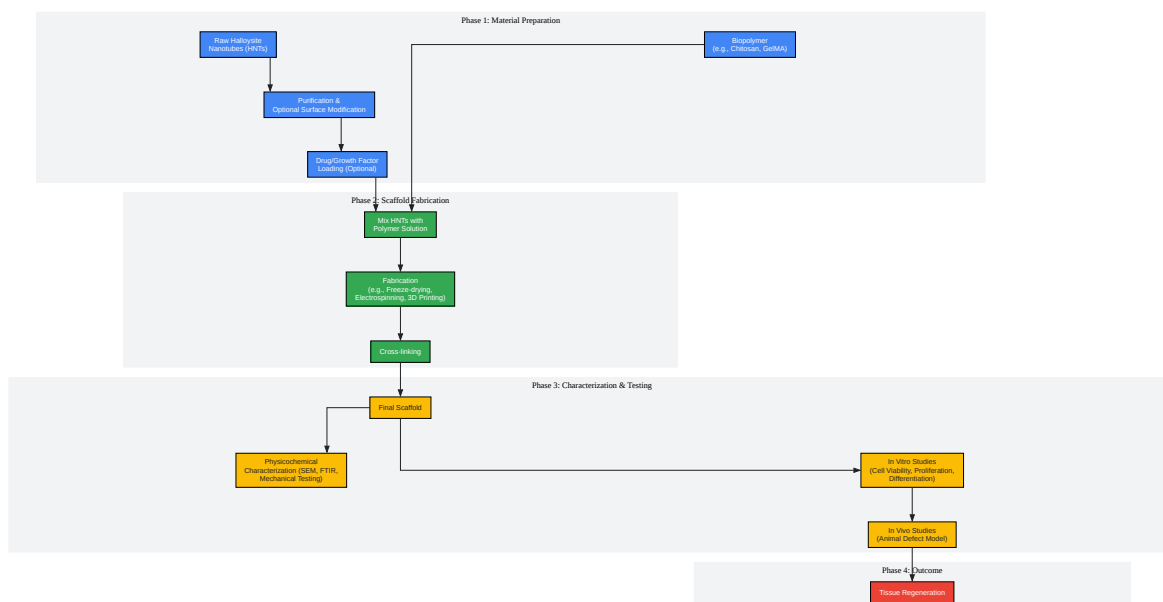 Phase 1: Material Preparation
Raw Halloysite
Nanotubes (HNTs)
Biopolymer
(e.g., Chitosan, GelMA)
Purification &
Optional Surface Modification
Drug/Growth Factor
Loading (Optional)
Phase 2: Scaffold Fabrication
Mix HNTs with
Polymer Solution
Fabrication
(e.g., Freeze-drying,
Electrospinning, 3D Printing)
Cross-linking
Phase 3: Characterization & Testing
Final Scaffold
Physicochemical
Characterization (SEM, FTIR,
Mechanical Testing)
In Vitro Studies
(Cell Viability, Proliferation,
Differentiation)
In Vivo Studies
(Animal Defect Model)
Phase 4: Outcome
Tissue Regeneration